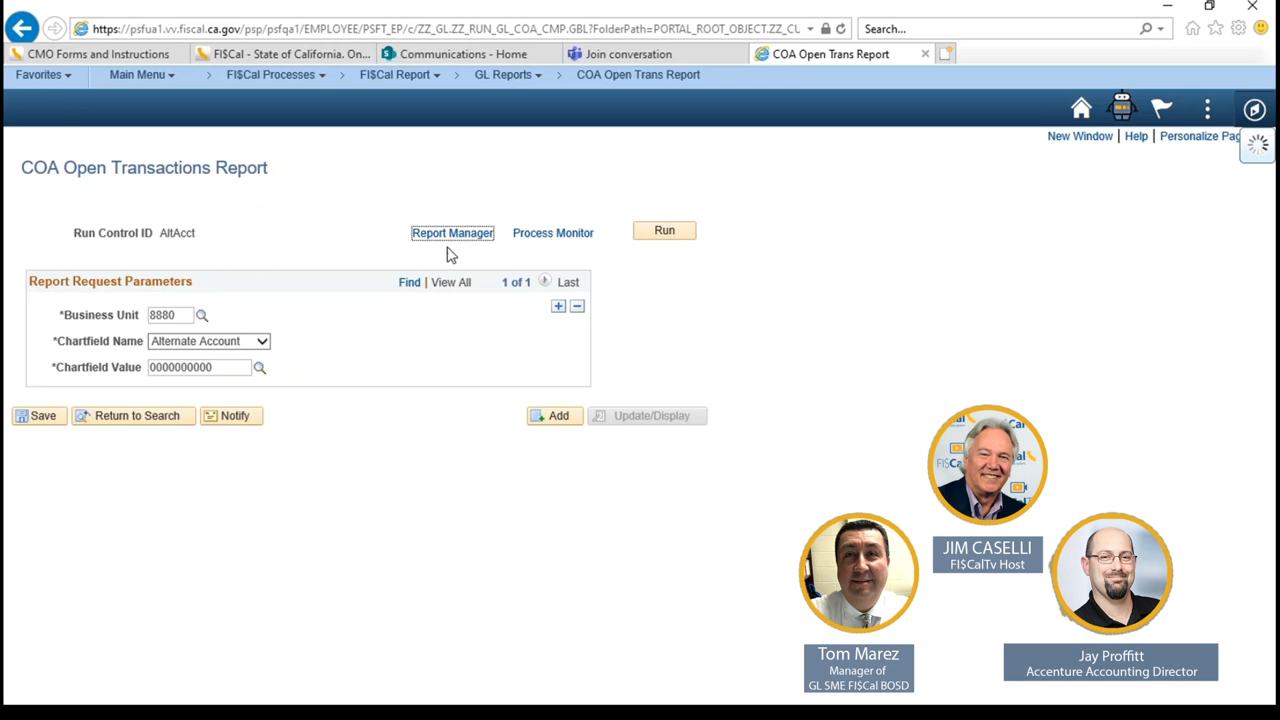 https://psfua1.vv.fiscal.ca.gov/psp/psfqa1/EMPLOYEE/PSFT_EP/c/ZZ_GL.ZZ_RUN_GL_COA_CMP.GBL?FolderPath=PORTAL_ROOT_OBJECT.ZZ_CU Search...
CMO Forms and Instructions FI$Cal - State of California. On... Communications - Home Join conversation COA Open Trans Report
Favorites Main Menu > FI$Cal Processes > FI$Cal Report > GL Reports > COA Open Trans Report
New Window | Help | Personalize Pag
COA Open Transactions Report
Run Control ID AltAcct Report Manager Process Monitor Run
Report Request Parameters Find | View All 1 of 1 Last
*Business Unit 8880
*Chartfield Name Alternate Account
*Chartfield Value 0000000000
Save Return to Search Notify Add Update/Display
JIM CASELLI
FI$CalTv Host
Tom Marez
Manager of
GL SME FI$Cal BOSD
Jay Proffitt
Accenture Accounting Director